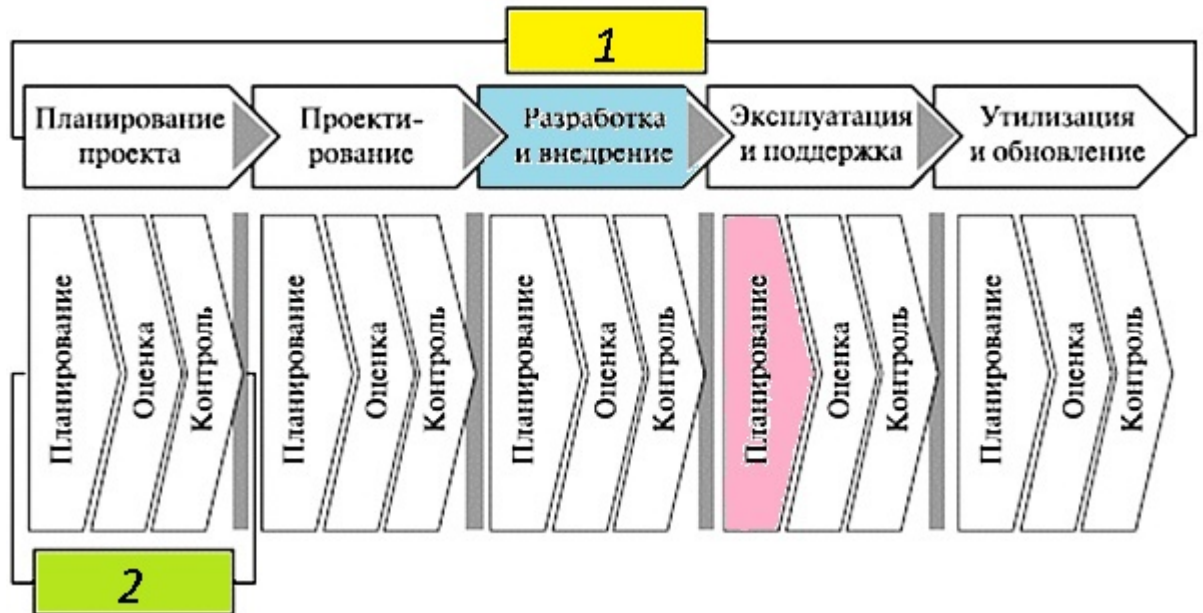 1
Планирование
проекта
Проекти-
рование
Разработка
и внедрение
Эксплуатация
и поддержка
Утилизация
и обновление
Планирование
Оценка
Контроль
Планирование
Оценка
Контроль
Планирование
Оценка
Контроль
Планирование
Оценка
Контроль
Планирование
Оценка
Контроль
2